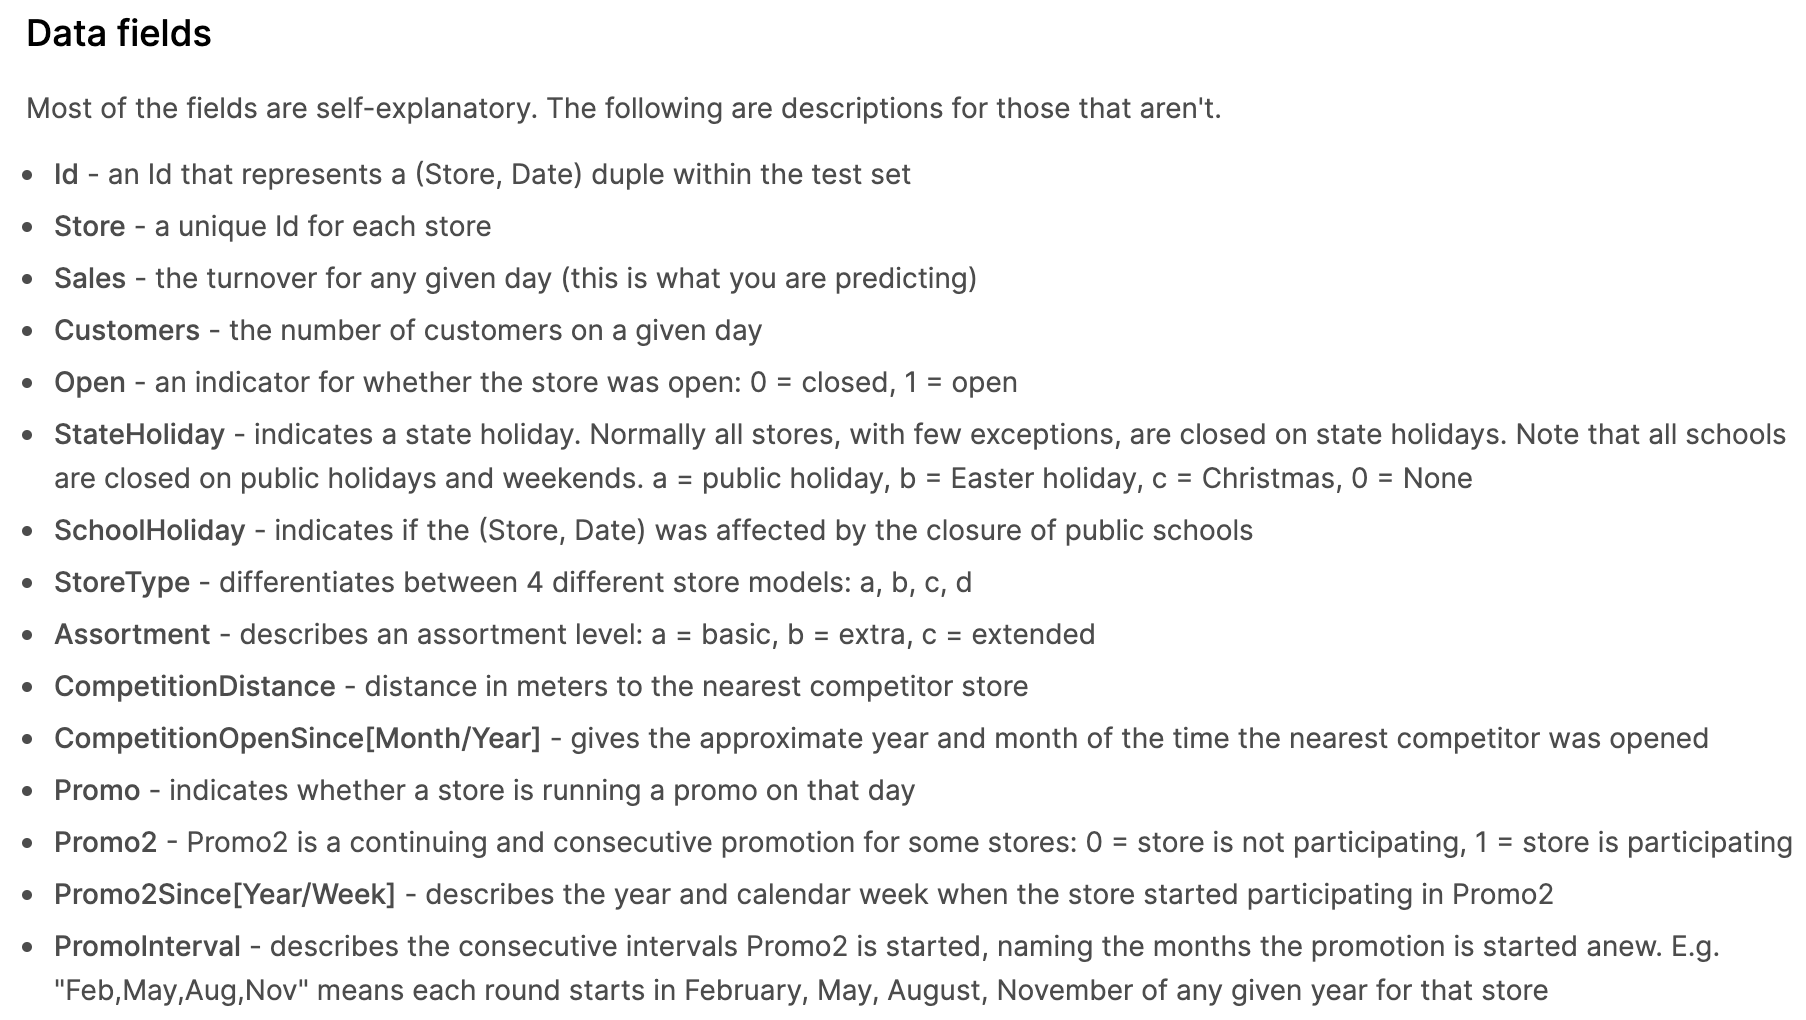 Data fields
Most of the fields are self-explanatory. The following are descriptions for those that aren't.
• Id - an Id that represents a (Store, Date) duple within the test set
• Store - a unique Id for each store
• Sales - the turnover for any given day (this is what you are predicting)
• Customers - the number of customers on a given day
• Open - an indicator for whether the store was open: 0 = closed, 1 = open
• StateHoliday - indicates a state holiday. Normally all stores, with few exceptions, are closed on state holidays. Note that all schools
are closed on public holidays and weekends. a = public holiday, b = Easter holiday, c = Christmas, 0 = None
• SchoolHoliday - indicates if the (Store, Date) was affected by the closure of public schools
• StoreType - differentiates between 4 different store models: a, b, c, d
• Assortment - describes an assortment level: a = basic, b = extra, c = extended
• CompetitionDistance - distance in meters to the nearest competitor store
• CompetitionOpenSince[Month/Year] - gives the approximate year and month of the time the nearest competitor was opened
• Promo - indicates whether a store is running a promo on that day
• Promo2 - Promo2 is a continuing and consecutive promotion for some stores: 0 = store is not participating, 1 = store is participating
• Promo2Since[Year/Week] - describes the year and calendar week when the store started participating in Promo2
• PromoInterval - describes the consecutive intervals Promo2 is started, naming the months the promotion is started anew. E.g.
"Feb,May,Aug,Nov" means each round starts in February, May, August, November of any given year for that store